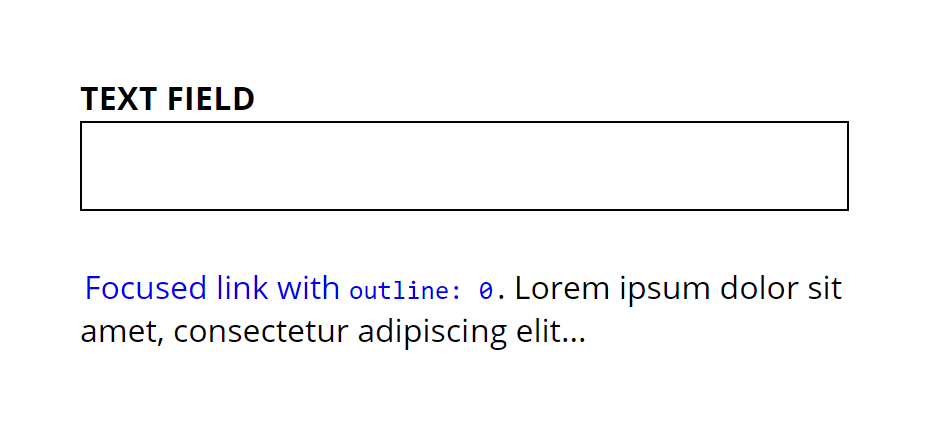 TEXT FIELD
Focused link with outline: 0. Lorem ipsum dolor sit
amet, consectetur adipiscing elit...